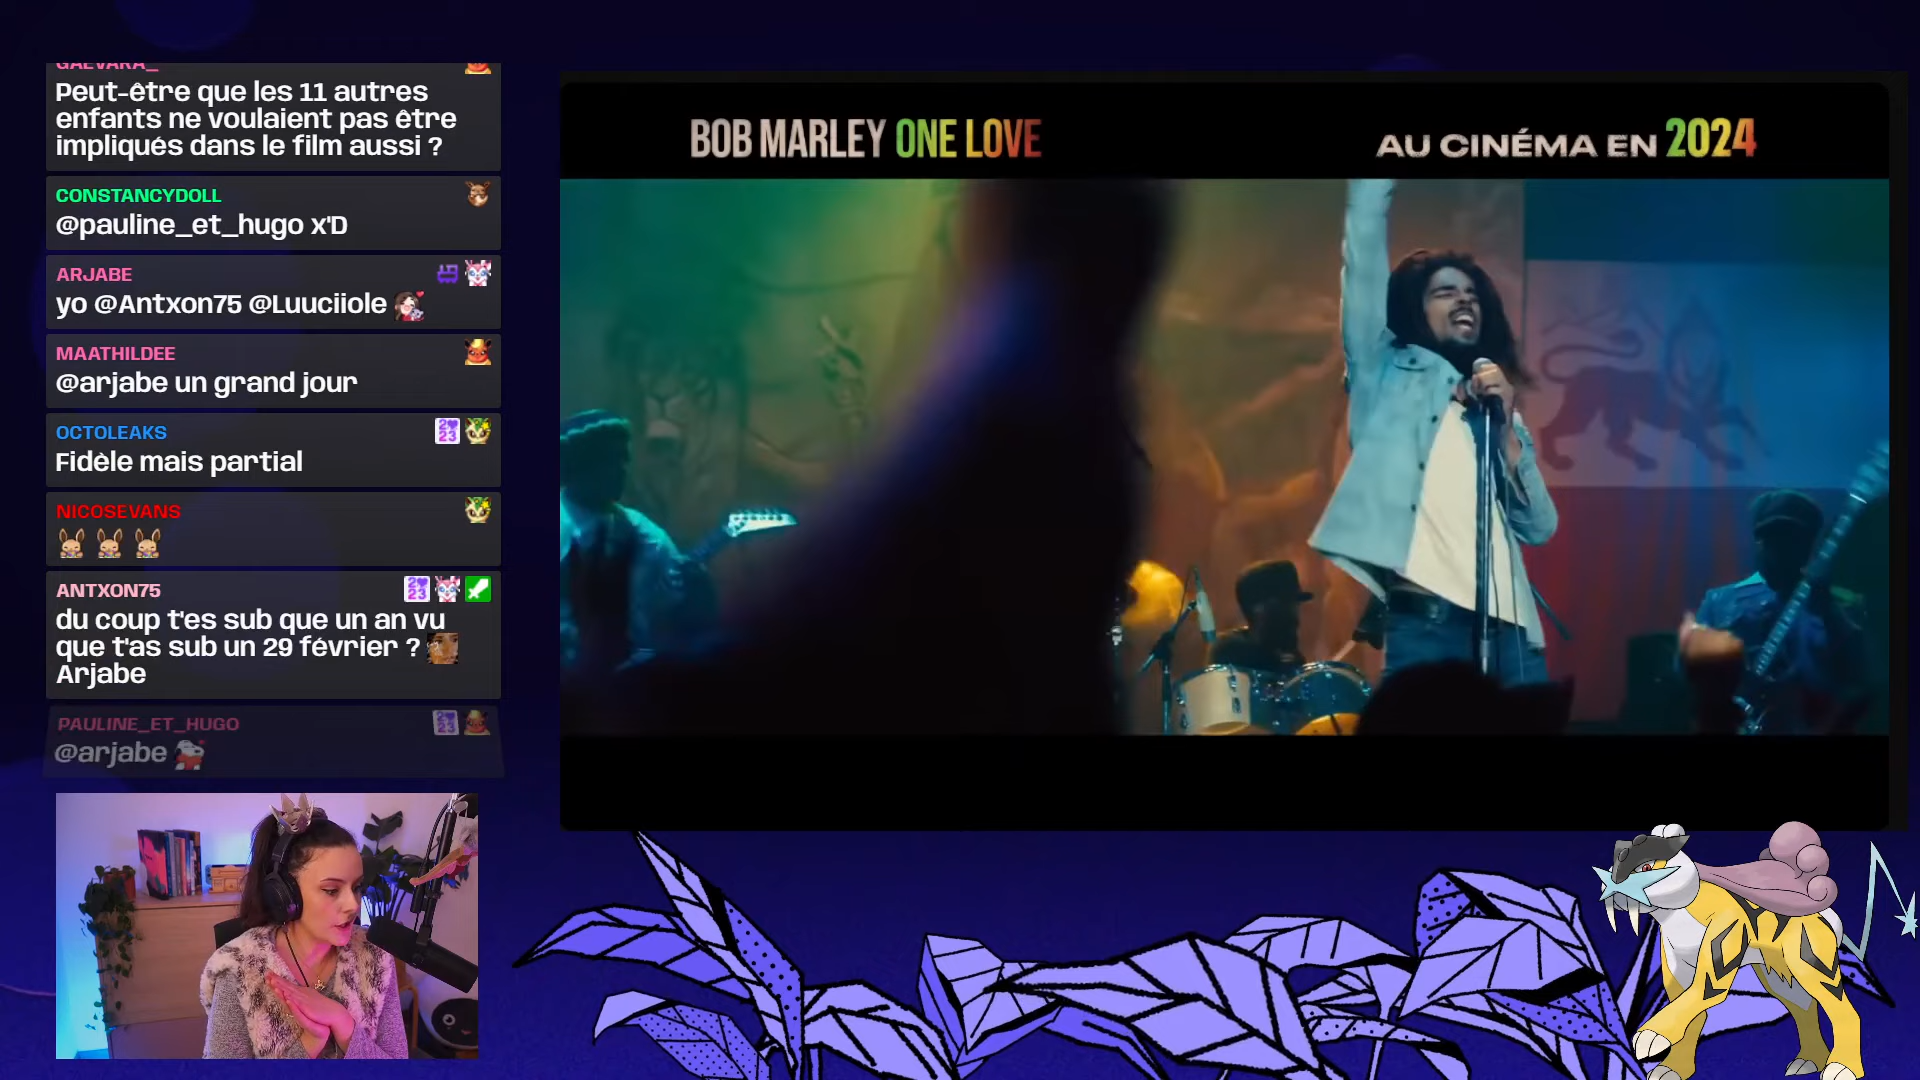 GAEVARA_
Peut-être que les 11 autres
enfants ne voulaient pas être
impliqués dans le film aussi ?
CONSTANCYDOLL
@pauline_et_hugo x'D
ARJABE
yo @Antxon75 @Luuciiole
MAATHILDEE
@arjabe un grand jour
OCTOLEAKS
Fidèle mais partial
NICOSEVANS
ANTXON75
du coup t'es sub que un an vu
que t'as sub un 29 février ?
Arjabe
PAULINE_ET_HUGO
@arjabe
BOB MARLEY ONE LOVE
AU CINÉMA EN 2024